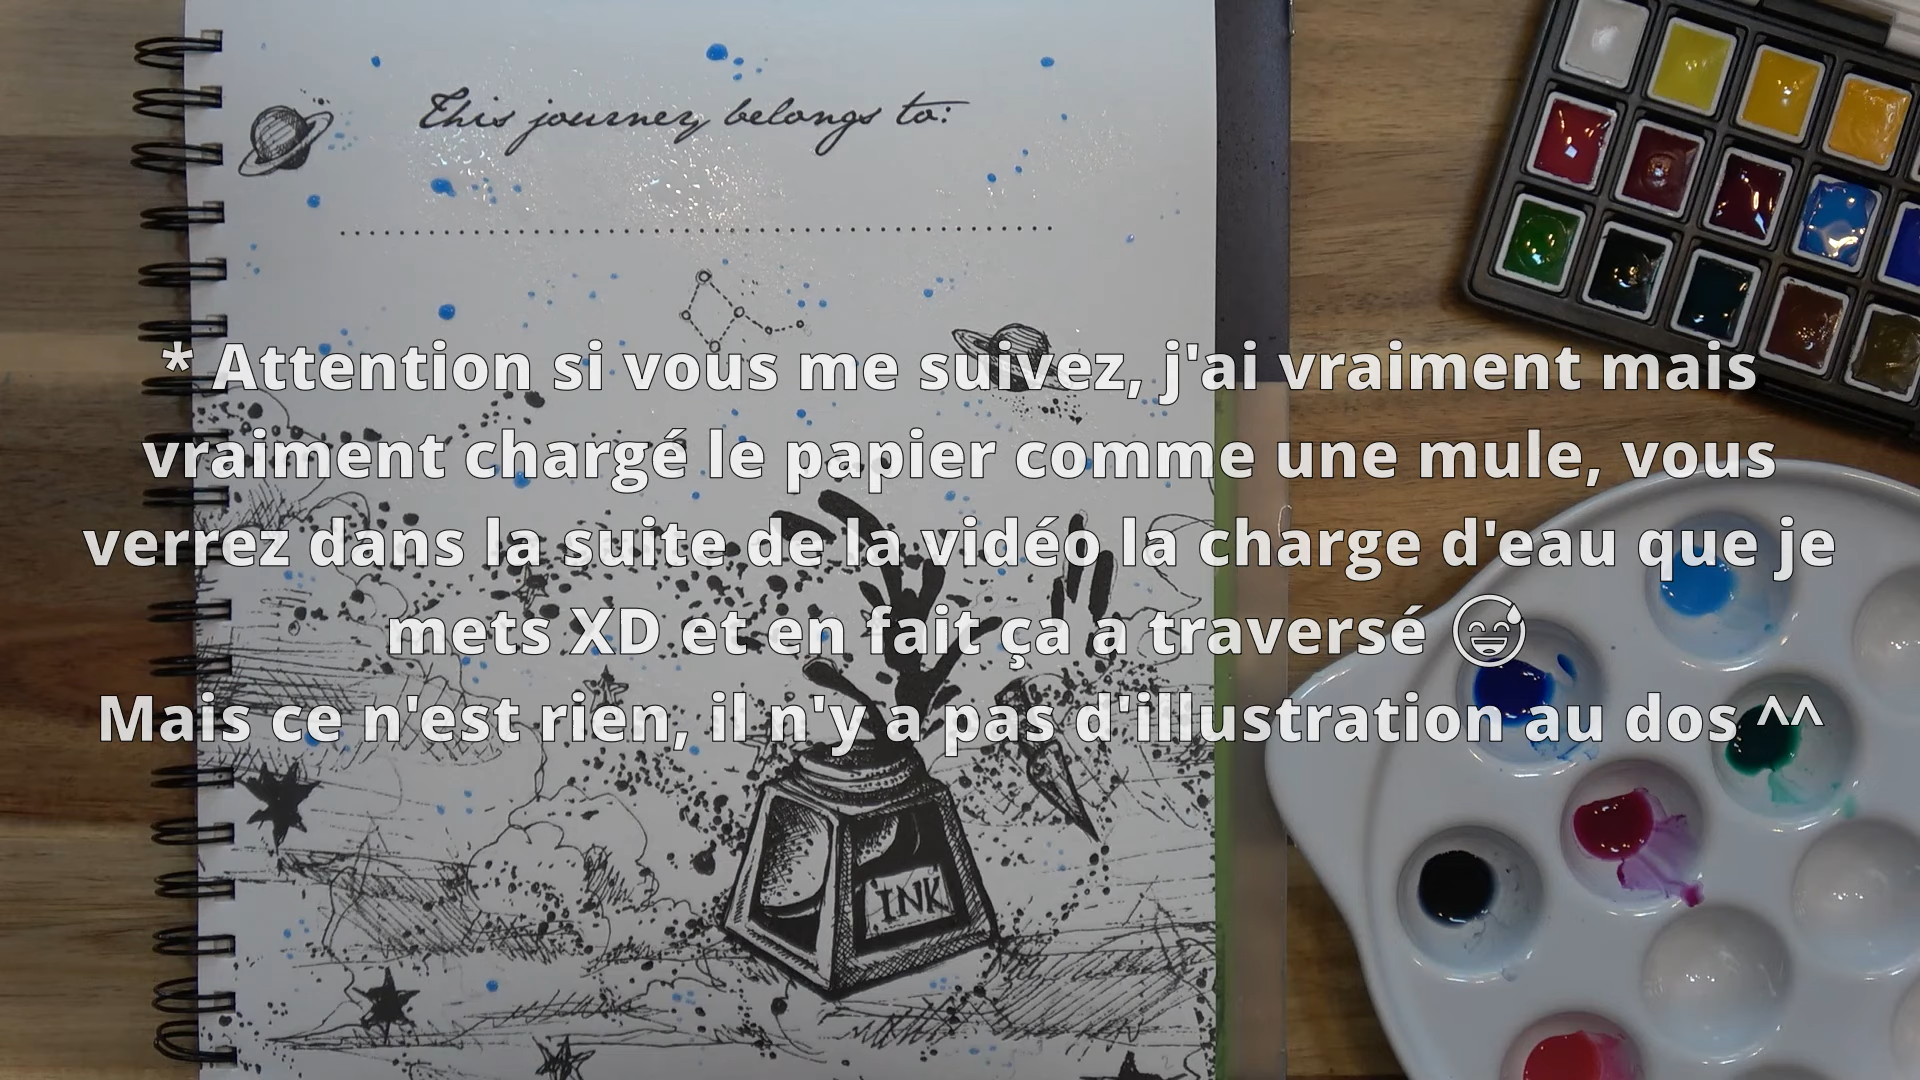 This journey belongs to:
* Attention si vous me suivez, j'ai vraiment mais
vraiment chargé le papier comme une mule, vous
verrez dans la suite de la vidéo la charge d'eau que je
mets XD et en fait ça a traversé 😅
Mais ce n'est rien, il n'y a pas d'illustration au dos ^^
INK